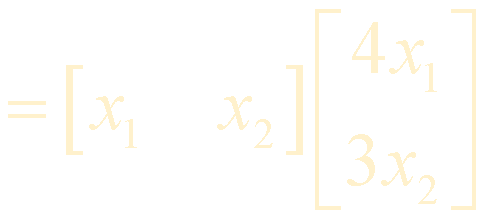 = [ x₁ x₂ ] [ 4x₁
3x₂ ]